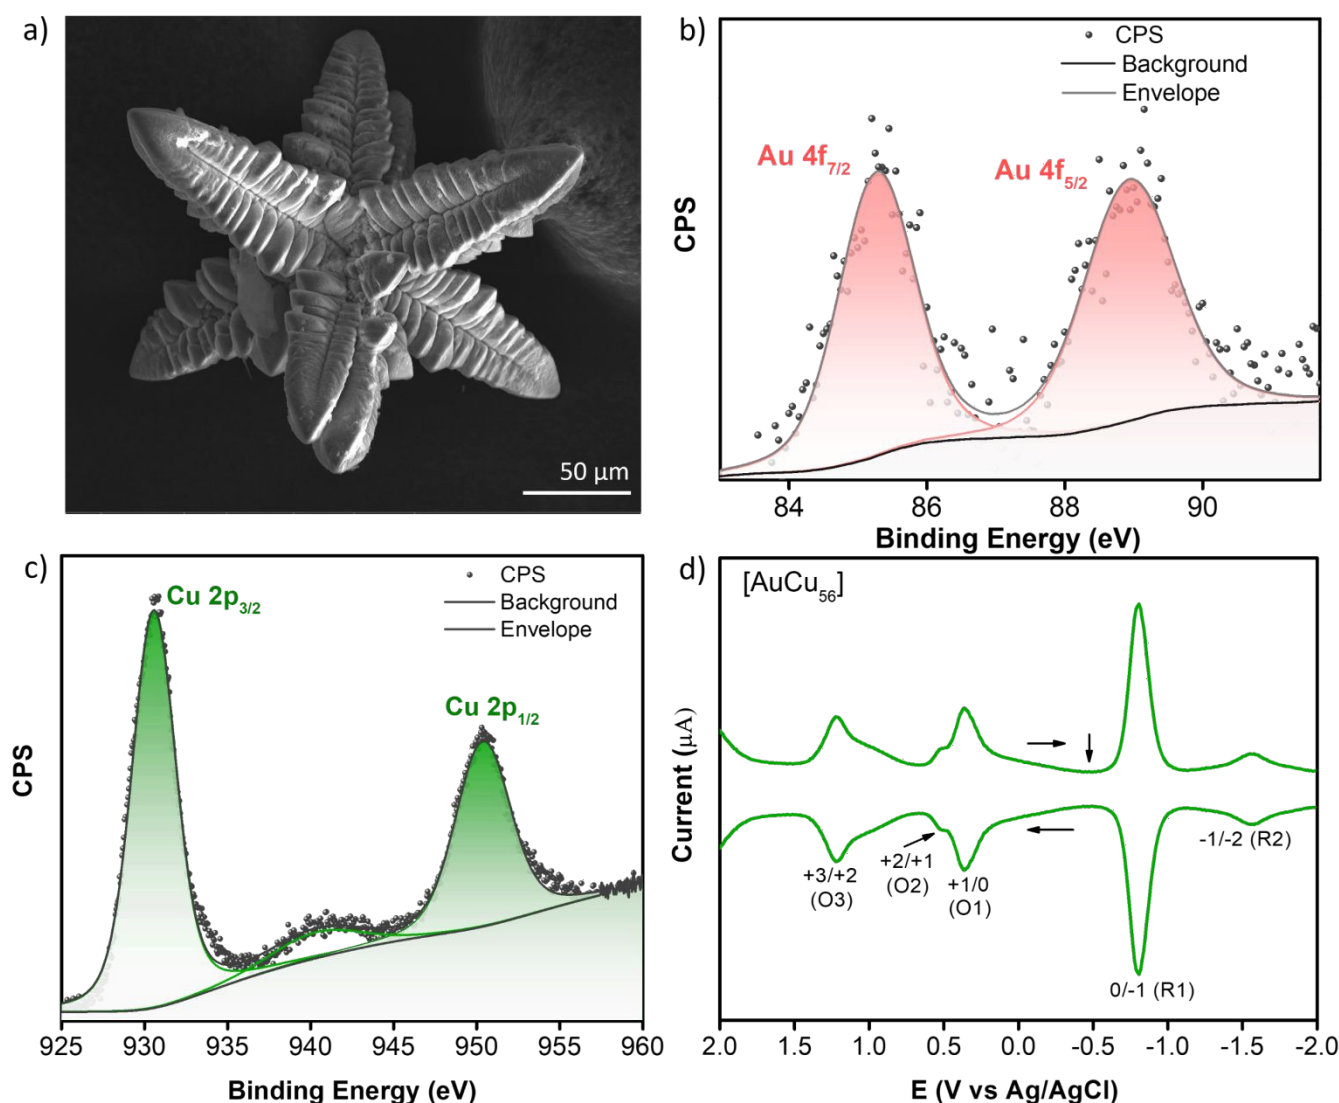 a)
50 μm
b)
CPS
Background
Envelope
Au 4f7/2
Au 4f5/2
CPS
84 86 88 90
Binding Energy (eV)
c)
CPS
Background
Envelope
Cu 2p3/2
Cu 2p1/2
CPS
925 930 935 940 945 950 955 960
Binding Energy (eV)
d)
[AuCu56]
Current (μA)
-1/-2 (R2)
+3/+2
(O3)
+2/+1
(O2)
+1/0
(O1)
0/-1 (R1)
2.0 1.5 1.0 0.5 0.0 -0.5 -1.0 -1.5 -2.0
E (V vs Ag/AgCl)